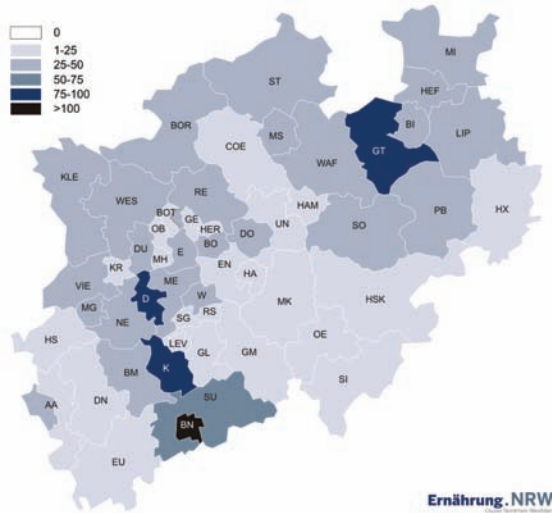 0
1-25
25-50
50-75
75-100
>100
MI
ST
HEF
BOR
MS
BI
LIP
COE
GT
WAF
KLE
RE
HAM
PB
HX
WES
BOT
GE
UN
SO
OB
HER
DU
E
BO
DO
MH
EN
KR
HA
VIE
ME
HSK
D
W
MK
MG
NE
RS
SG
LEV
GL
OE
HS
K
GM
BM
SI
SU
AA
DN
BN
EU
Ernährung.NRW